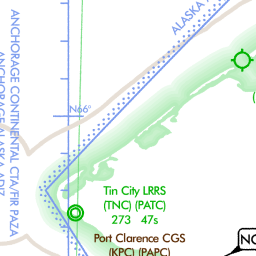 ALASKA
ANCHORAGE CONTINENTAL CTA/FIR PAZA
ANCHORAGE ALASKA ADIZ
N66°
Tin City LRRS
(TNC) (PATC)
273 47s
Port Clarence CGS
(KPC) (PAPC)